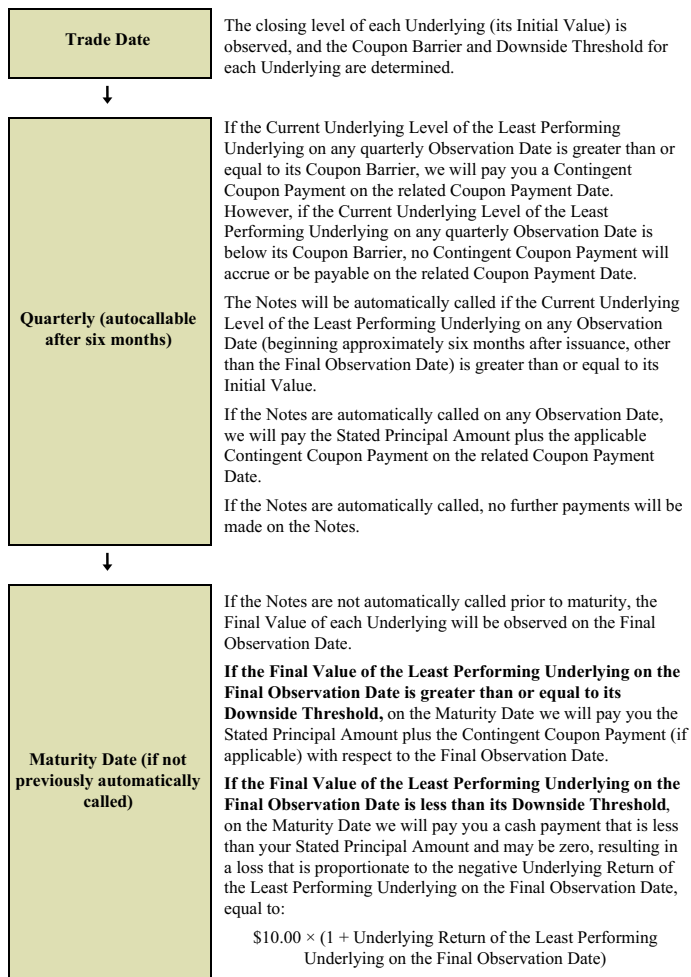 Trade Date
The closing level of each Underlying (its Initial Value) is
observed, and the Coupon Barrier and Downside Threshold for
each Underlying are determined.
Quarterly (autocallable
after six months)
If the Current Underlying Level of the Least Performing
Underlying on any quarterly Observation Date is greater than or
equal to its Coupon Barrier, we will pay you a Contingent
Coupon Payment on the related Coupon Payment Date.
However, if the Current Underlying Level of the Least
Performing Underlying on any quarterly Observation Date is
below its Coupon Barrier, no Contingent Coupon Payment will
accrue or be payable on the related Coupon Payment Date.
The Notes will be automatically called if the Current Underlying
Level of the Least Performing Underlying on any Observation
Date (beginning approximately six months after issuance, other
than the Final Observation Date) is greater than or equal to its
Initial Value.
If the Notes are automatically called on any Observation Date,
we will pay the Stated Principal Amount plus the applicable
Contingent Coupon Payment on the related Coupon Payment
Date.
If the Notes are automatically called, no further payments will be
made on the Notes.
Maturity Date (if not
previously automatically
called)
If the Notes are not automatically called prior to maturity, the
Final Value of each Underlying will be observed on the Final
Observation Date.
If the Final Value of the Least Performing Underlying on the
Final Observation Date is greater than or equal to its
Downside Threshold, on the Maturity Date we will pay you the
Stated Principal Amount plus the Contingent Coupon Payment (if
applicable) with respect to the Final Observation Date.
If the Final Value of the Least Performing Underlying on the
Final Observation Date is less than its Downside Threshold,
on the Maturity Date we will pay you a cash payment that is less
than your Stated Principal Amount and may be zero, resulting in
a loss that is proportionate to the negative Underlying Return of
the Least Performing Underlying on the Final Observation Date,
equal to:
$10.00 × (1 + Underlying Return of the Least Performing
Underlying on the Final Observation Date)